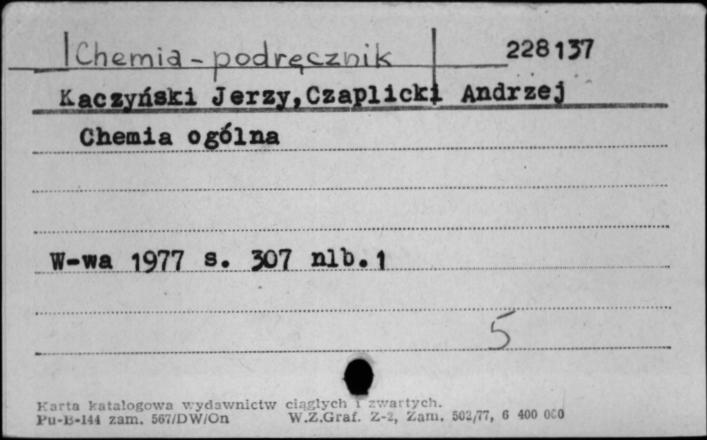 Chemia - podręcznik 228137
Kaczyński Jerzy,Czaplicki Andrzej
Chemia ogólna
W-wa 1977 s. 307 nlb.1
5
Karta katalogowa wydawnictw ciągłych i zwartych.
Pu-B-144 zam. 567/DW/On W.Z.Graf. Z-2, Zam. 502/77, 6 400 000